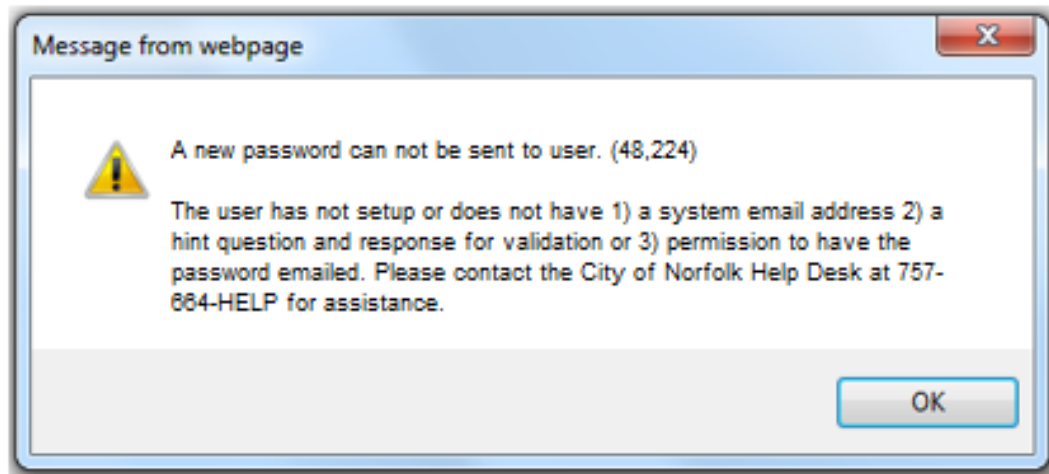 Message from webpage
A new password can not be sent to user. (48,224)
The user has not setup or does not have 1) a system email address 2) a
hint question and response for validation or 3) permission to have the
password emailed. Please contact the City of Norfolk Help Desk at 757-
664-HELP for assistance.
OK